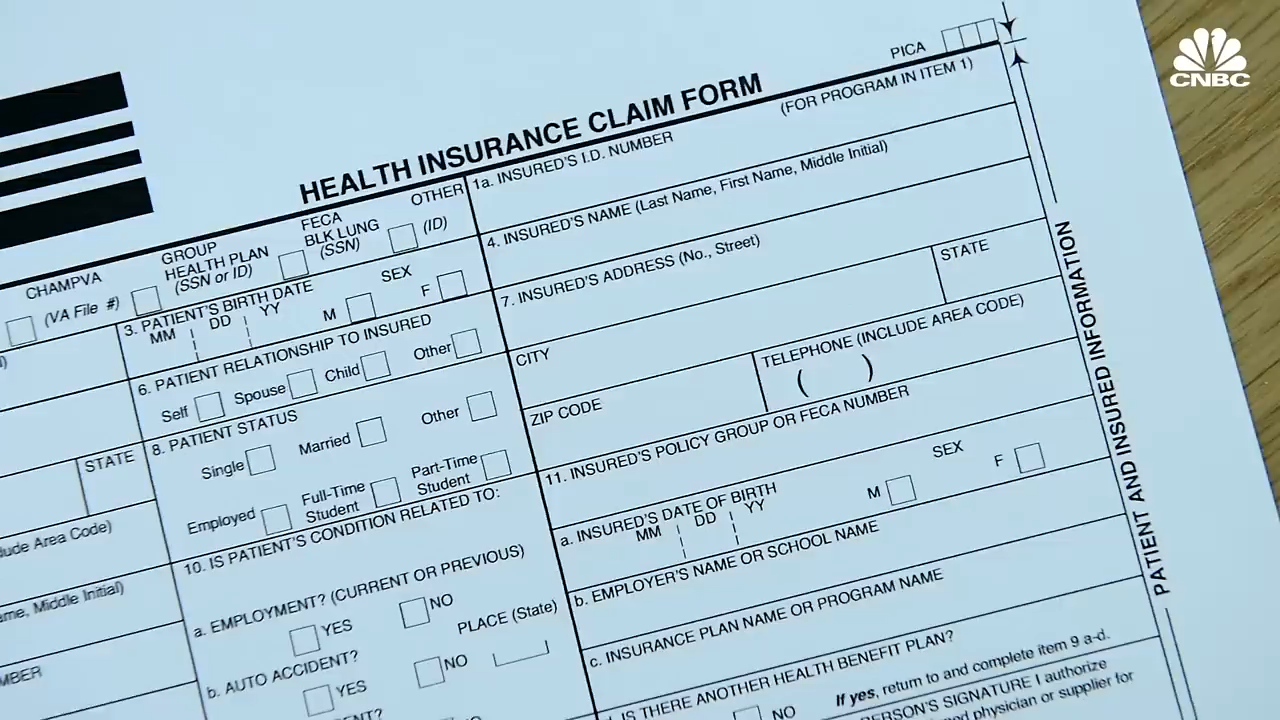 CNBC
PICA
HEALTH INSURANCE CLAIM FORM
(FOR PROGRAM IN ITEM 1)
1a. INSURED'S I.D. NUMBER
4. INSURED'S NAME (Last Name, First Name, Middle Initial)
7. INSURED'S ADDRESS (No., Street)
CITY
STATE
ZIP CODE
TELEPHONE (INCLUDE AREA CODE)
( )
11. INSURED'S POLICY GROUP OR FECA NUMBER
a. INSURED'S DATE OF BIRTH
MM DD YY
SEX
M F
b. EMPLOYER'S NAME OR SCHOOL NAME
c. INSURANCE PLAN NAME OR PROGRAM NAME
IS THERE ANOTHER HEALTH BENEFIT PLAN?
NO
If yes, return to and complete item 9 a-d.
PERSON'S SIGNATURE I authorize
physician or supplier for
PATIENT AND INSURED INFORMATION
CHAMPVA
(VA File #)
GROUP
HEALTH PLAN
(SSN or ID)
FECA
BLK LUNG
(SSN)
OTHER
(ID)
3. PATIENT'S BIRTH DATE
MM DD YY
SEX
M F
6. PATIENT RELATIONSHIP TO INSURED
Self Spouse Child Other
8. PATIENT STATUS
Single Married Other
Employed
Full-Time
Student
Part-Time
Student
10. IS PATIENT'S CONDITION RELATED TO:
a. EMPLOYMENT? (CURRENT OR PREVIOUS)
YES NO
b. AUTO ACCIDENT?
PLACE (State)
YES NO
STATE
Area Code)
Middle Initial)